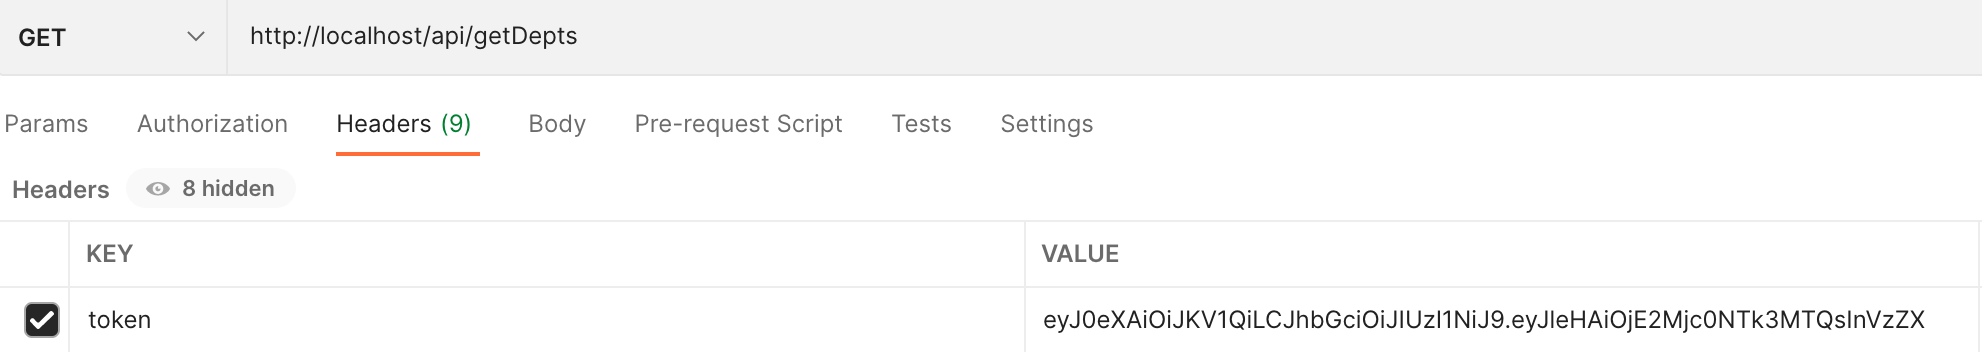 GET http://localhost/api/getDepts
Params Authorization Headers (9) Body Pre-request Script Tests Settings
Headers 8 hidden
KEY VALUE
token eyJ0eXAiOiJKV1QiLCJhbGciOiJIUzI1NiJ9.eyJleHAiOjE2Mjc0NTk3MTQsInVzZX